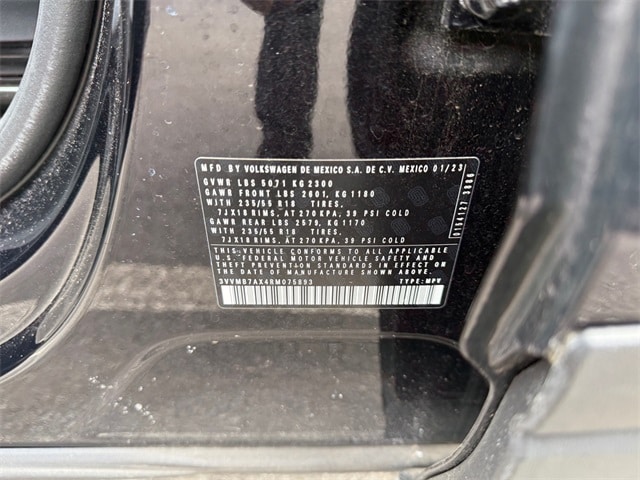 MFD BY VOLKSWAGEN DE MEXICO S.A. DE C.V. MEXICO 01/23
GVWR LBS 5071 KG 2300
GAWR FRONT LBS 2601, KG 1180
WITH 235/55 R18 TIRES,
7JX18 RIMS, AT 270 KPA, 39 PSI COLD
GAWR REAR LBS 2579, KG 1170
WITH 235/55 R18 TIRES,
7JX18 RIMS, AT 270 KPA, 39 PSI COLD
THIS VEHICLE CONFORMS TO ALL APPLICABLE
U.S. FEDERAL MOTOR VEHICLE SAFETY AND
THEFT PREVENTION STANDARDS IN EFFECT ON
THE DATE OF MANUFACTURE SHOWN ABOVE
3VVMB7AX4RM075893 TYPE: MPV
0154127 3006